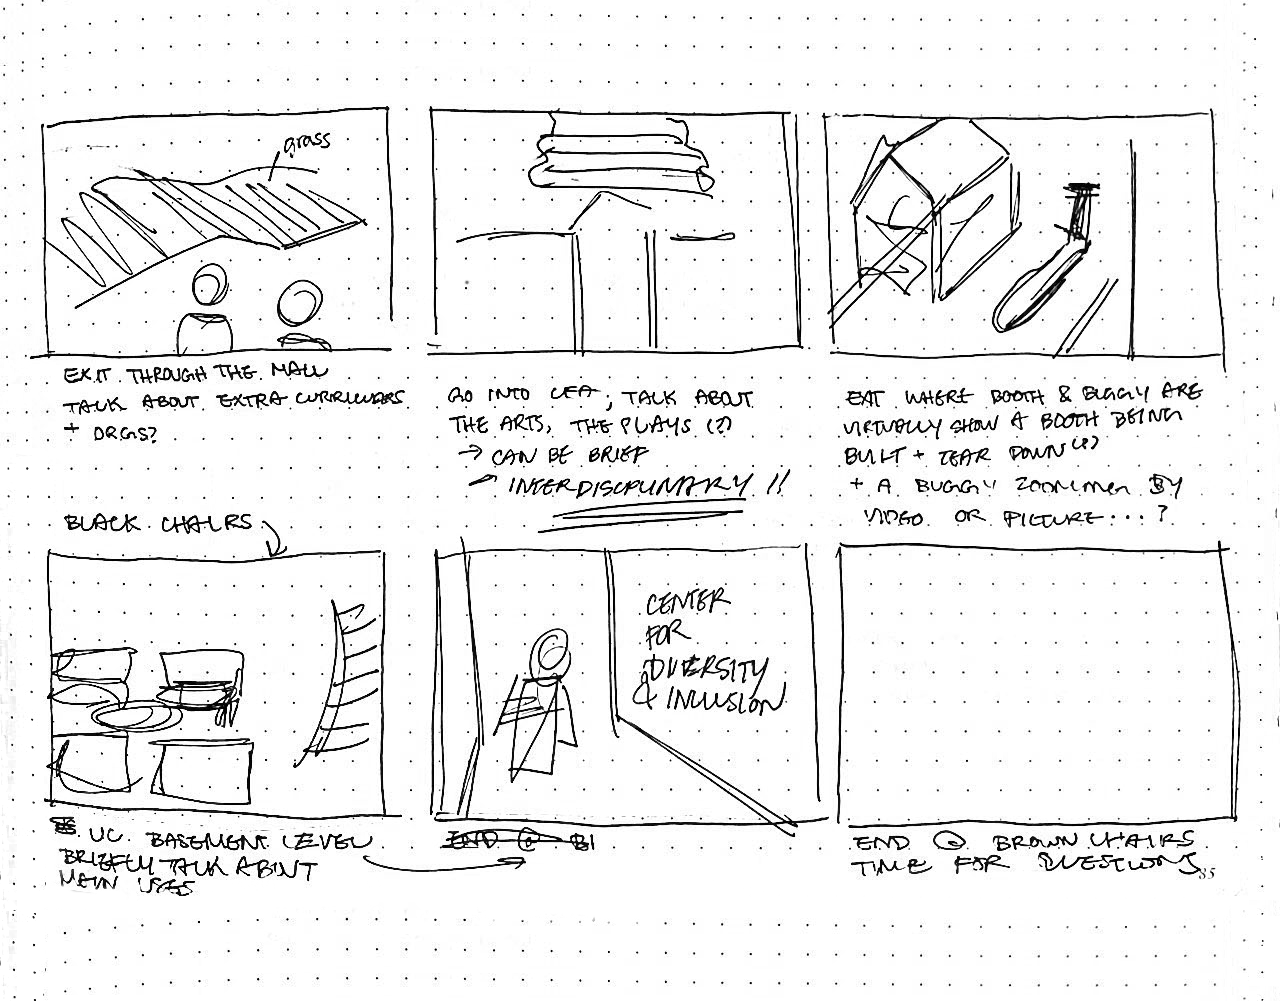 grass
EXIT THROUGH THE MALL
TALK ABOUT EXTRA CURRICULARS
+ ORGS?
GO INTO CFA, TALK ABOUT
THE ARTS, THE PLAYS (?)
→ CAN BE BRIEF
→ INTERDISCIPLINARY !!
EXIT WHERE BOOTH & BUGGY ARE
VIRTUALLY SHOW A BOOTH BEING
BUILT + TEAR DOWN (?)
+ A BUGGY ZOOMING BY
VIDEO OR PICTURE...?
BLACK CHAIRS
UC BASEMENT LEVEL
BRIEFLY TALK ABOUT
MAIN USES
CENTER
FOR
DIVERSITY
& INCLUSION
END @ B1
END @ BROWN CHAIRS
TIME FOR QUESTIONS
85